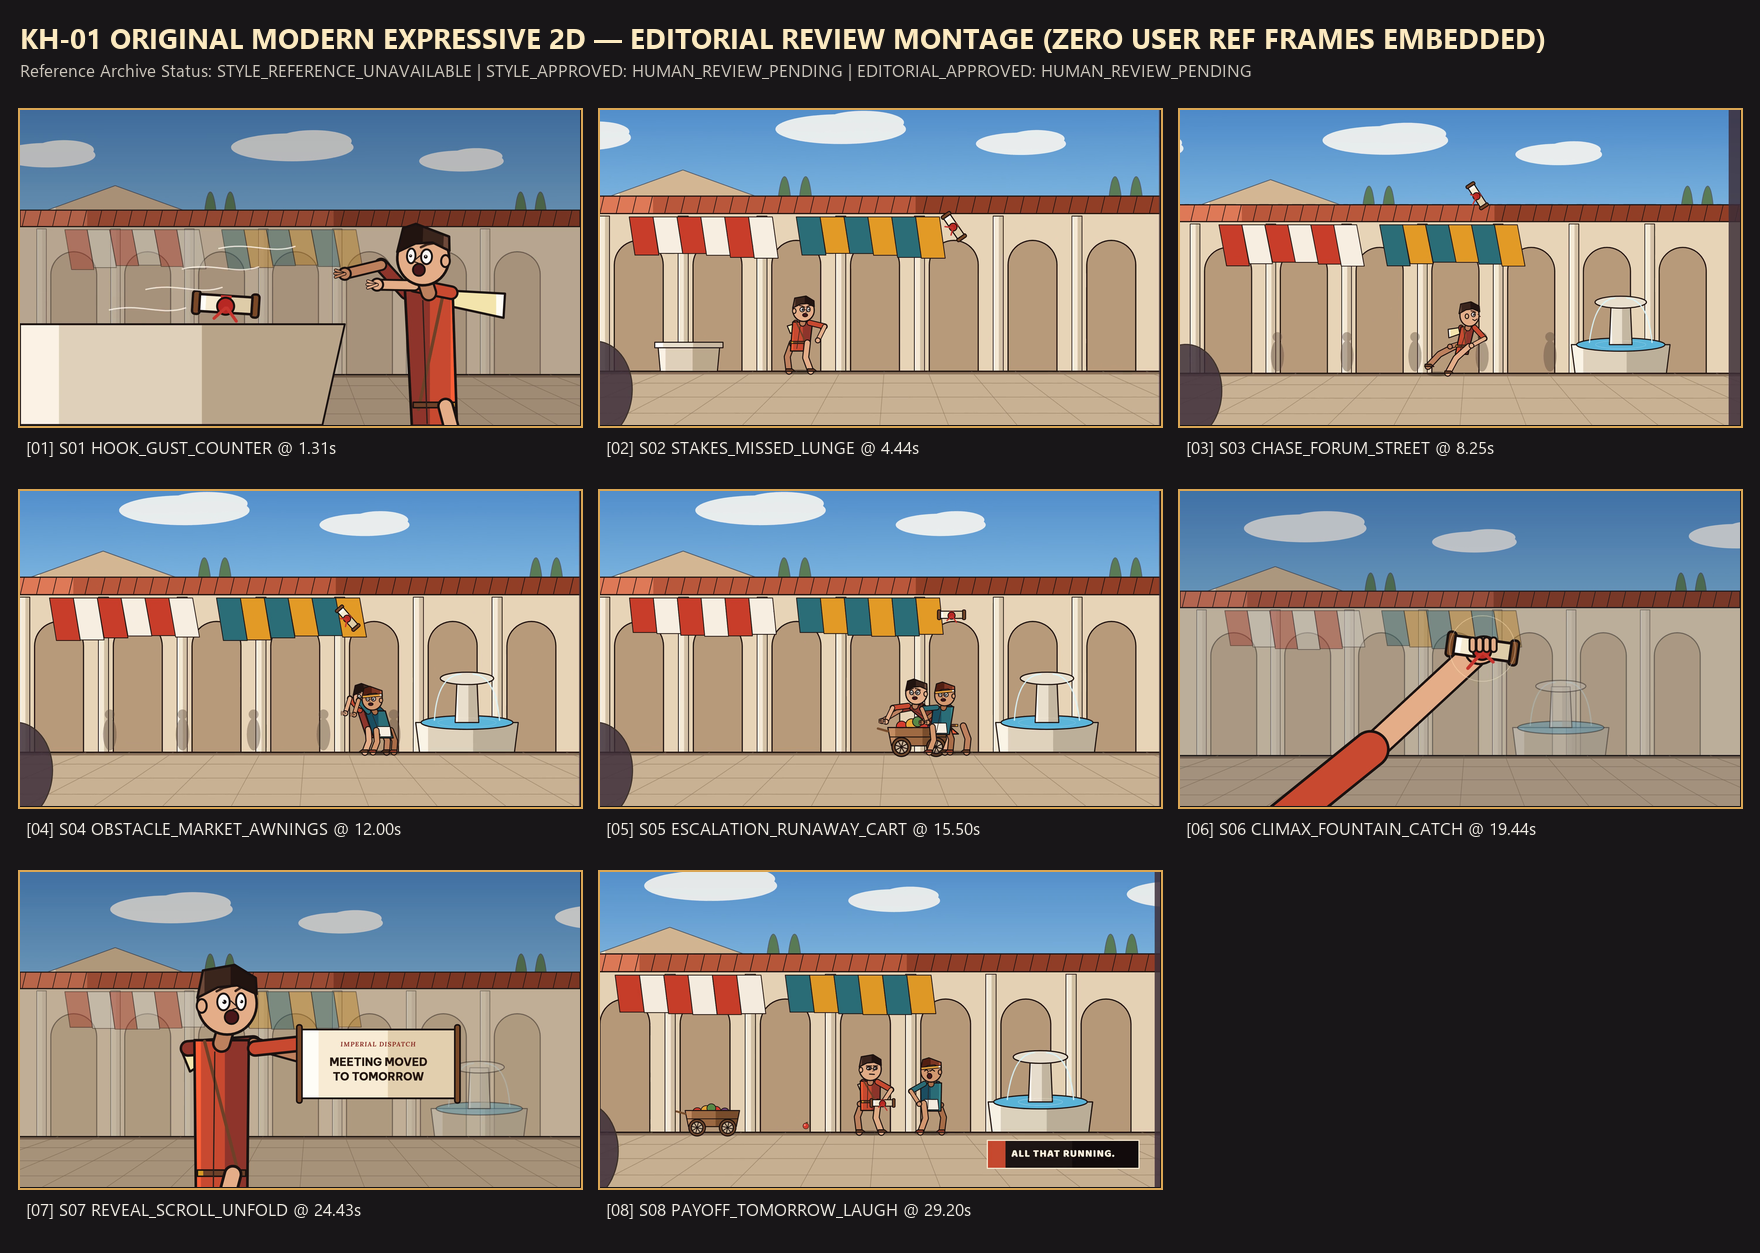 KH-01 ORIGINAL MODERN EXPRESSIVE 2D — EDITORIAL REVIEW MONTAGE (ZERO USER REF FRAMES EMBEDDED)
Reference Archive Status: STYLE_REFERENCE_UNAVAILABLE | STYLE_APPROVED: HUMAN_REVIEW_PENDING | EDITORIAL_APPROVED: HUMAN_REVIEW_PENDING
[01] S01 HOOK_GUST_COUNTER @ 1.31s
[02] S02 STAKES_MISSED_LUNGE @ 4.44s
[03] S03 CHASE_FORUM_STREET @ 8.25s
[04] S04 OBSTACLE_MARKET_AWNINGS @ 12.00s
[05] S05 ESCALATION_RUNAWAY_CART @ 15.50s
[06] S06 CLIMAX_FOUNTAIN_CATCH @ 19.44s
IMPERIAL DISPATCH
MEETING MOVED
TO TOMORROW
[07] S07 REVEAL_SCROLL_UNFOLD @ 24.43s
ALL THAT RUNNING.
[08] S08 PAYOFF_TOMORROW_LAUGH @ 29.20s